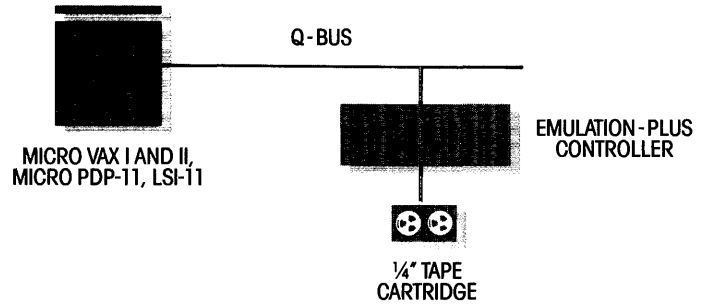 Q-BUS
MICRO VAX I AND II,
MICRO PDP-11, LSI-11
EMULATION-PLUS
CONTROLLER
¼" TAPE
CARTRIDGE